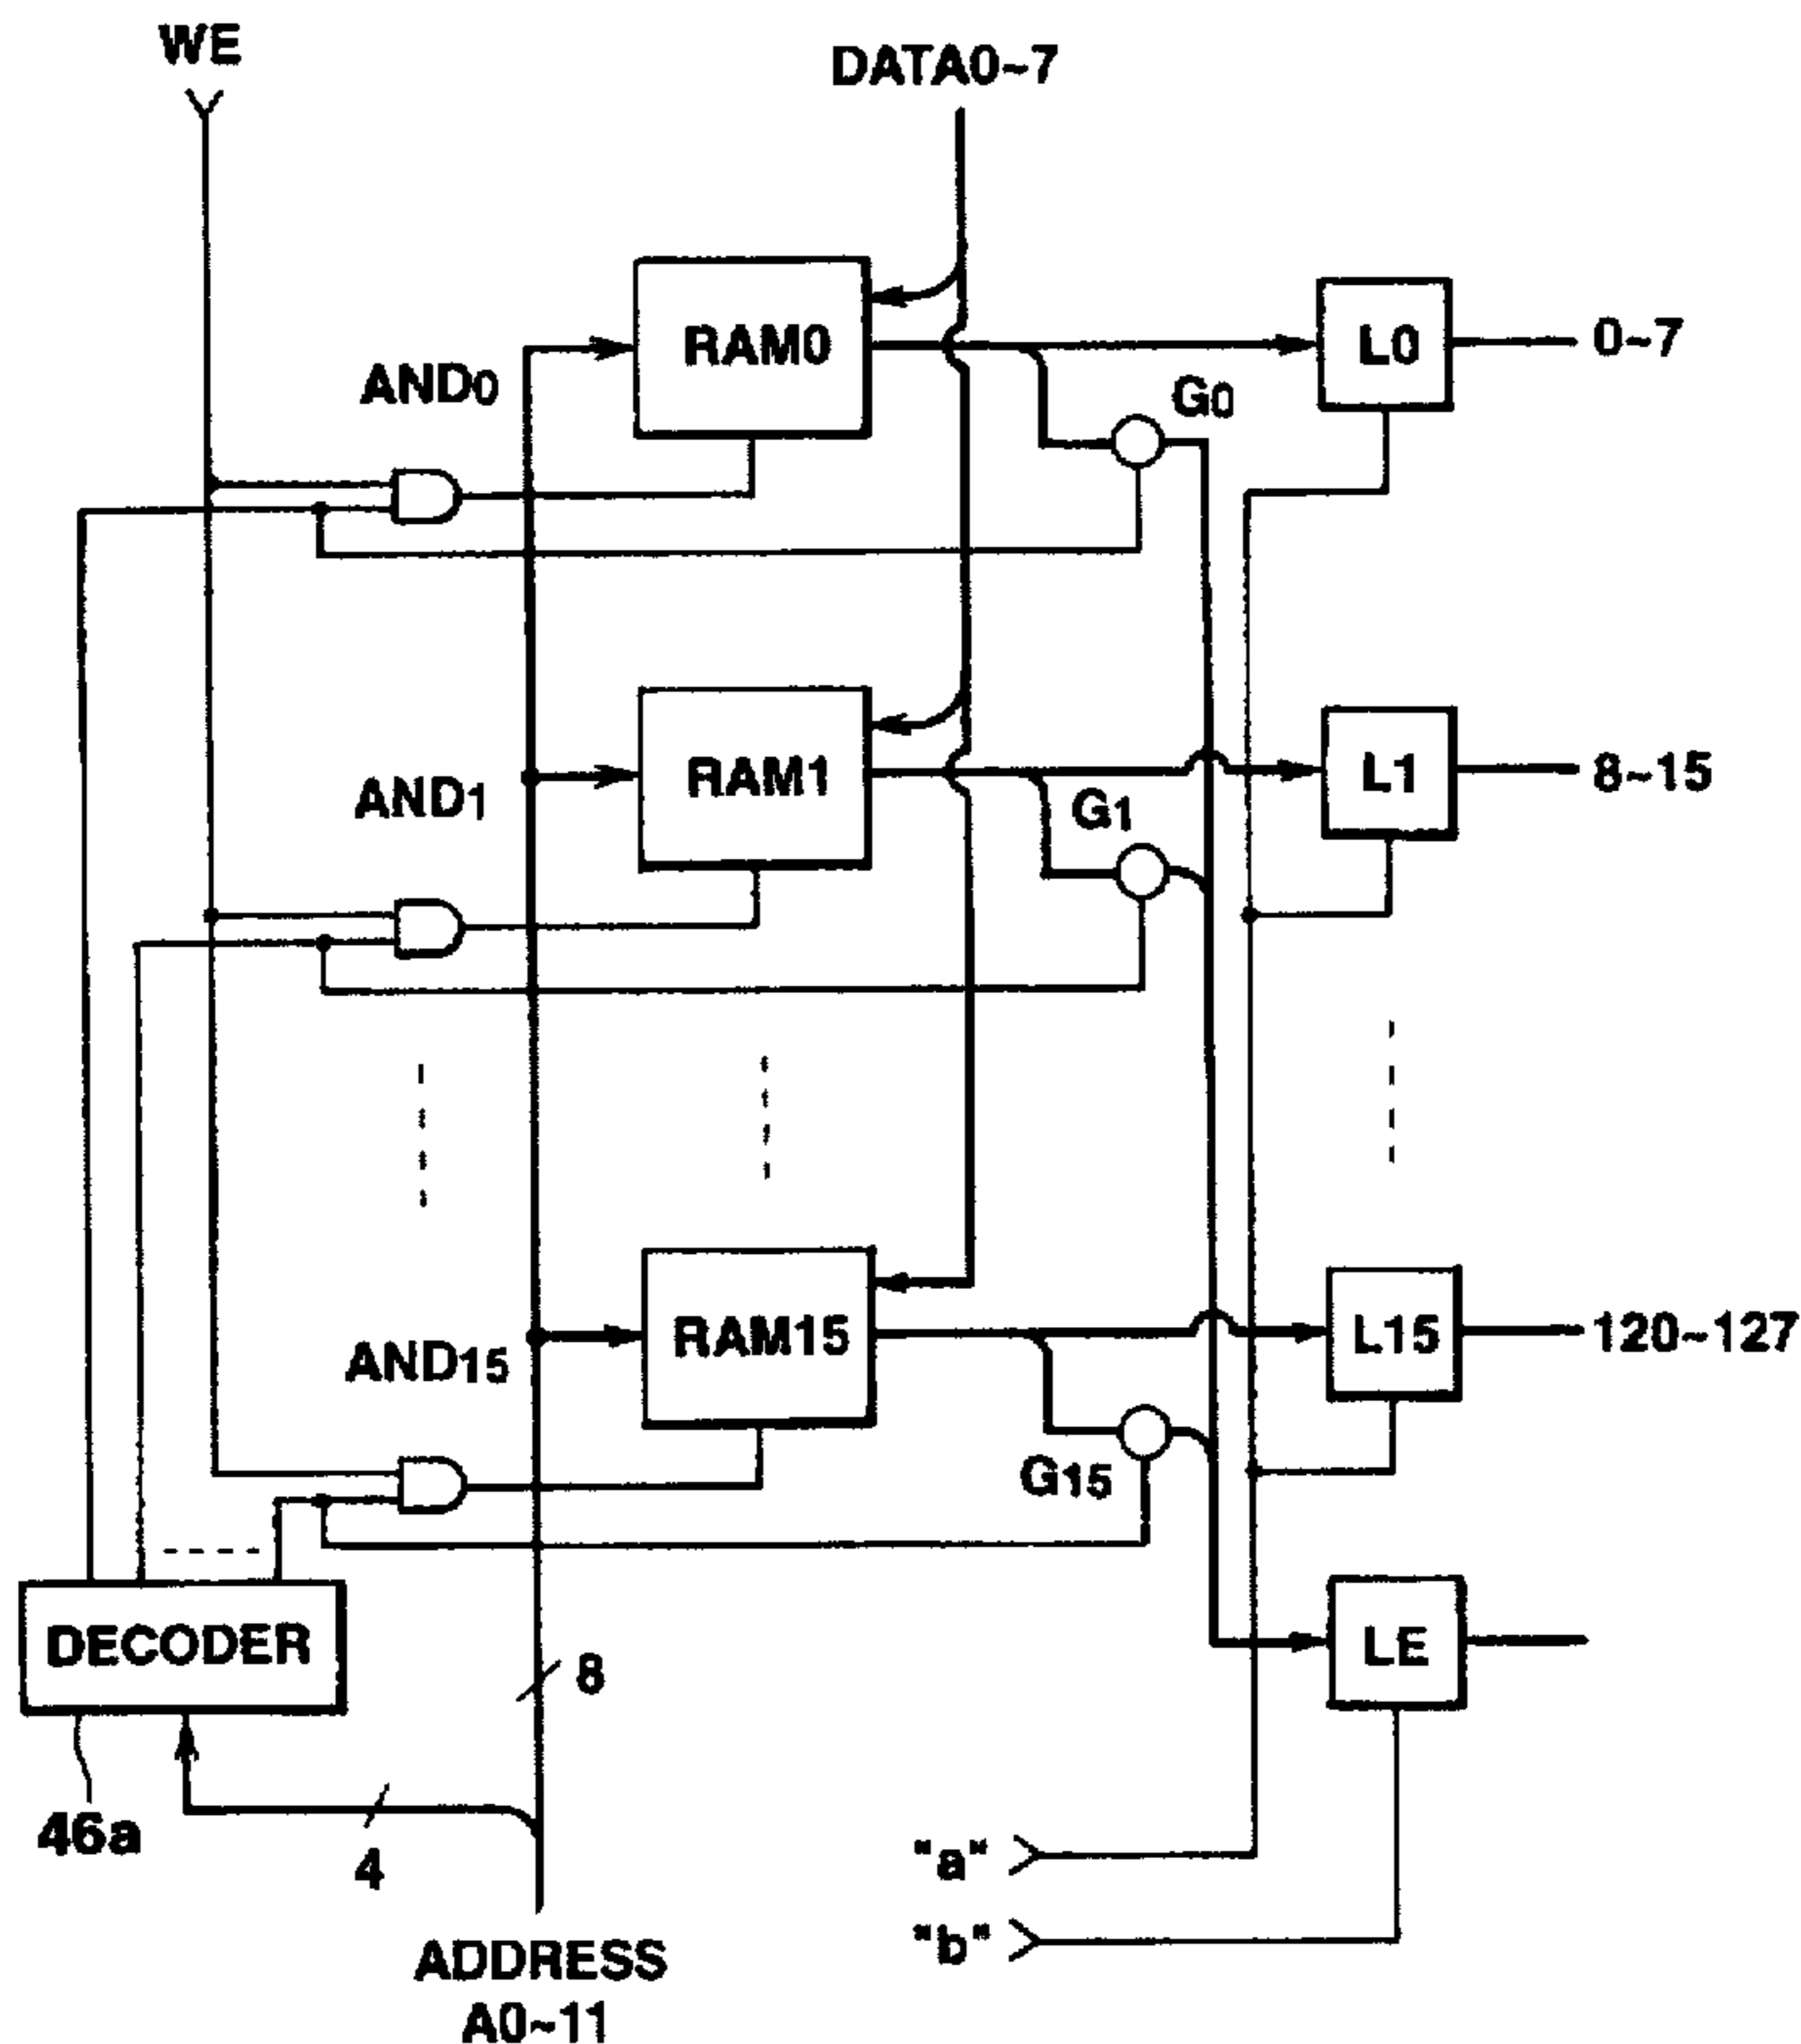 WE
DATA0~7
RAM0
L0
0~7
AND0
G0
RAM1
L1
8~15
AND1
G1
RAM15
L15
120~127
AND15
G15
DECODER
LE
8
46a
4
"a"
"b"
ADDRESS
A0~11